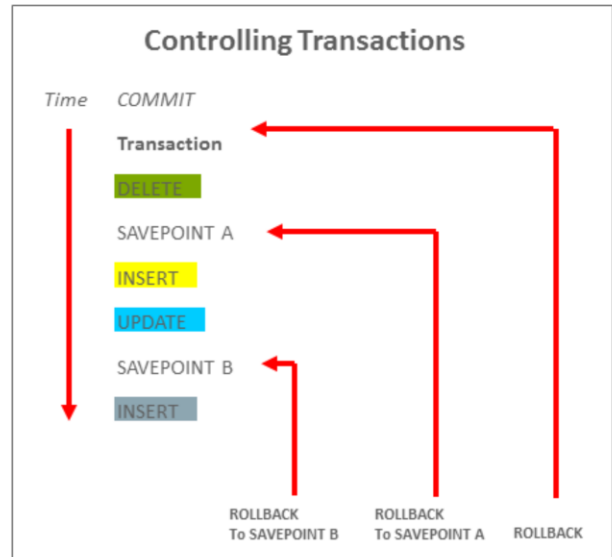 Controlling Transactions
Time COMMIT
Transaction
DELETE
SAVEPOINT A
INSERT
UPDATE
SAVEPOINT B
INSERT
ROLLBACK
To SAVEPOINT B
ROLLBACK
To SAVEPOINT A
ROLLBACK